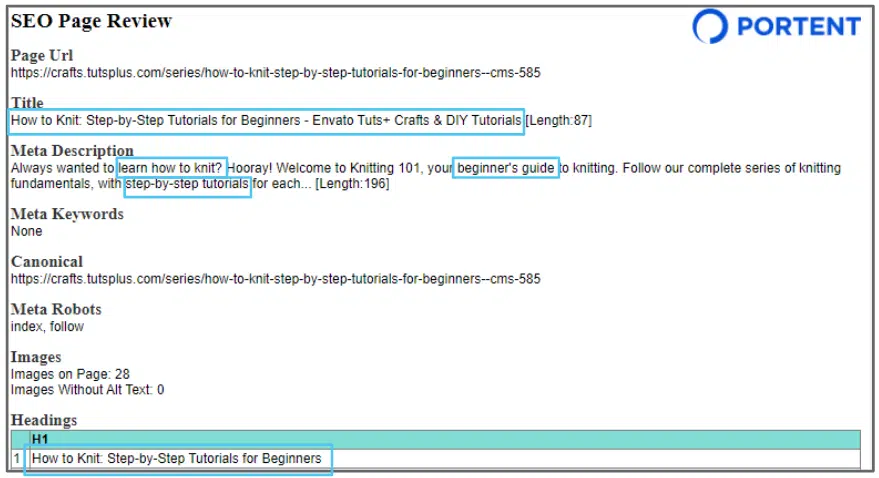 SEO Page Review
PORTENT
Page Url
https://crafts.tutsplus.com/series/how-to-knit-step-by-step-tutorials-for-beginners--cms-585
Title
How to Knit: Step-by-Step Tutorials for Beginners - Envato Tuts+ Crafts & DIY Tutorials [Length:87]
Meta Description
Always wanted to learn how to knit? Hooray! Welcome to Knitting 101, your beginner's guide to knitting. Follow our complete series of knitting
fundamentals, with step-by-step tutorials for each... [Length:196]
Meta Keywords
None
Canonical
https://crafts.tutsplus.com/series/how-to-knit-step-by-step-tutorials-for-beginners--cms-585
Meta Robots
index, follow
Images
Images on Page: 28
Images Without Alt Text: 0
Headings
H1
1 How to Knit: Step-by-Step Tutorials for Beginners